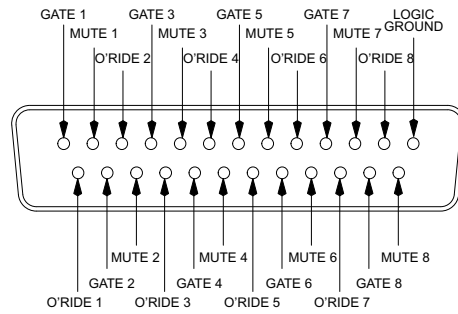 GATE 1 GATE 3 GATE 5 GATE 7 LOGIC
GROUND
MUTE 1 MUTE 3 MUTE 5 MUTE 7
O'RIDE 2 O'RIDE 4 O'RIDE 6 O'RIDE 8
MUTE 2 MUTE 4 MUTE 6 MUTE 8
GATE 2 GATE 4 GATE 6 GATE 8
O'RIDE 1 O'RIDE 3 O'RIDE 5 O'RIDE 7